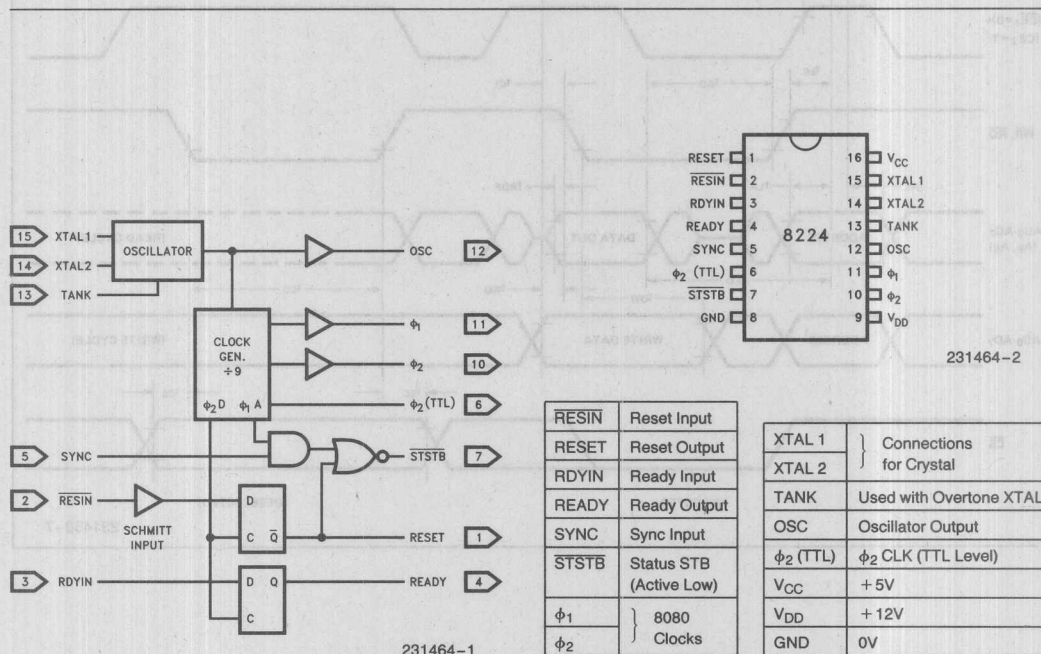 15 XTAL1
14 XTAL2
13 TANK
OSCILLATOR
OSC 12
CLOCK
GEN.
÷9
ϕ₁ 11
ϕ₂ 10
ϕ₂(TTL) 6
ϕ₂D ϕ₁A
5 SYNC
S̅T̅S̅T̅B̅ 7
2 R̅E̅S̅I̅N̅
SCHMITT
INPUT
D
C Q̅
RESET 1
3 RDYIN
D Q
C
READY 4
231464-1
RESET 1
R̅E̅S̅I̅N̅ 2
RDYIN 3
READY 4
SYNC 5
ϕ₂ (TTL) 6
S̅T̅S̅T̅B̅ 7
GND 8
8224
16 VCC
15 XTAL1
14 XTAL2
13 TANK
12 OSC
11 ϕ₁
10 ϕ₂
9 VDD
231464-2
R̅E̅S̅I̅N̅ Reset Input
RESET Reset Output
RDYIN Ready Input
READY Ready Output
SYNC Sync Input
S̅T̅S̅T̅B̅ Status STB
(Active Low)
ϕ₁
ϕ₂
} 8080
Clocks
XTAL 1
XTAL 2
} Connections
for Crystal
TANK Used with Overtone XTAL
OSC Oscillator Output
ϕ₂ (TTL) ϕ₂ CLK (TTL Level)
VCC +5V
VDD +12V
GND 0V